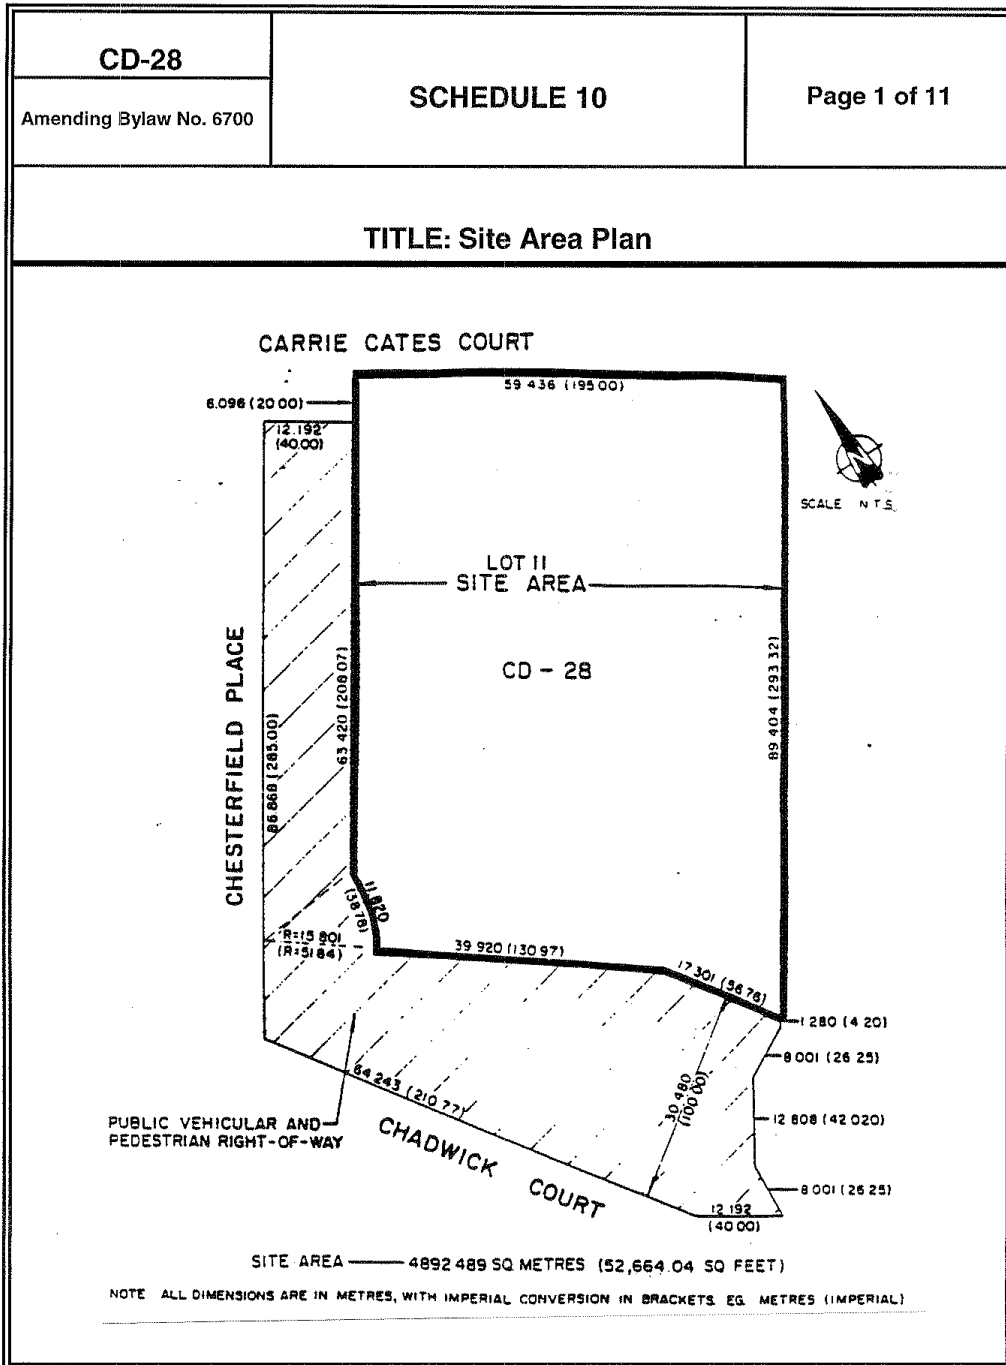 CD-28
Amending Bylaw No. 6700
SCHEDULE 10
Page 1 of 11
TITLE: Site Area Plan
CARRIE CATES COURT
59 436 (195 00)
6.096 (20 00)
12.192
(40.00)
SCALE N T S
LOT 11
SITE AREA
CD - 28
CHESTERFIELD PLACE
86.868 (285.00)
63 420 (208 07)
89 404 (293 32)
11.820
(38 78)
R=15 801
(R=51 84)
39 920 (130 97)
17.301 (56 76)
1 280 (4 20)
8 001 (26 25)
64 243 (210 77)
30 480
(100 00)
12 808 (42 020)
PUBLIC VEHICULAR AND
PEDESTRIAN RIGHT-OF-WAY
CHADWICK COURT
8 001 (26 25)
12 192
(40 00)
SITE AREA 4892 489 SQ METRES (52,664.04 SQ FEET)
NOTE ALL DIMENSIONS ARE IN METRES, WITH IMPERIAL CONVERSION IN BRACKETS EG. METRES (IMPERIAL)